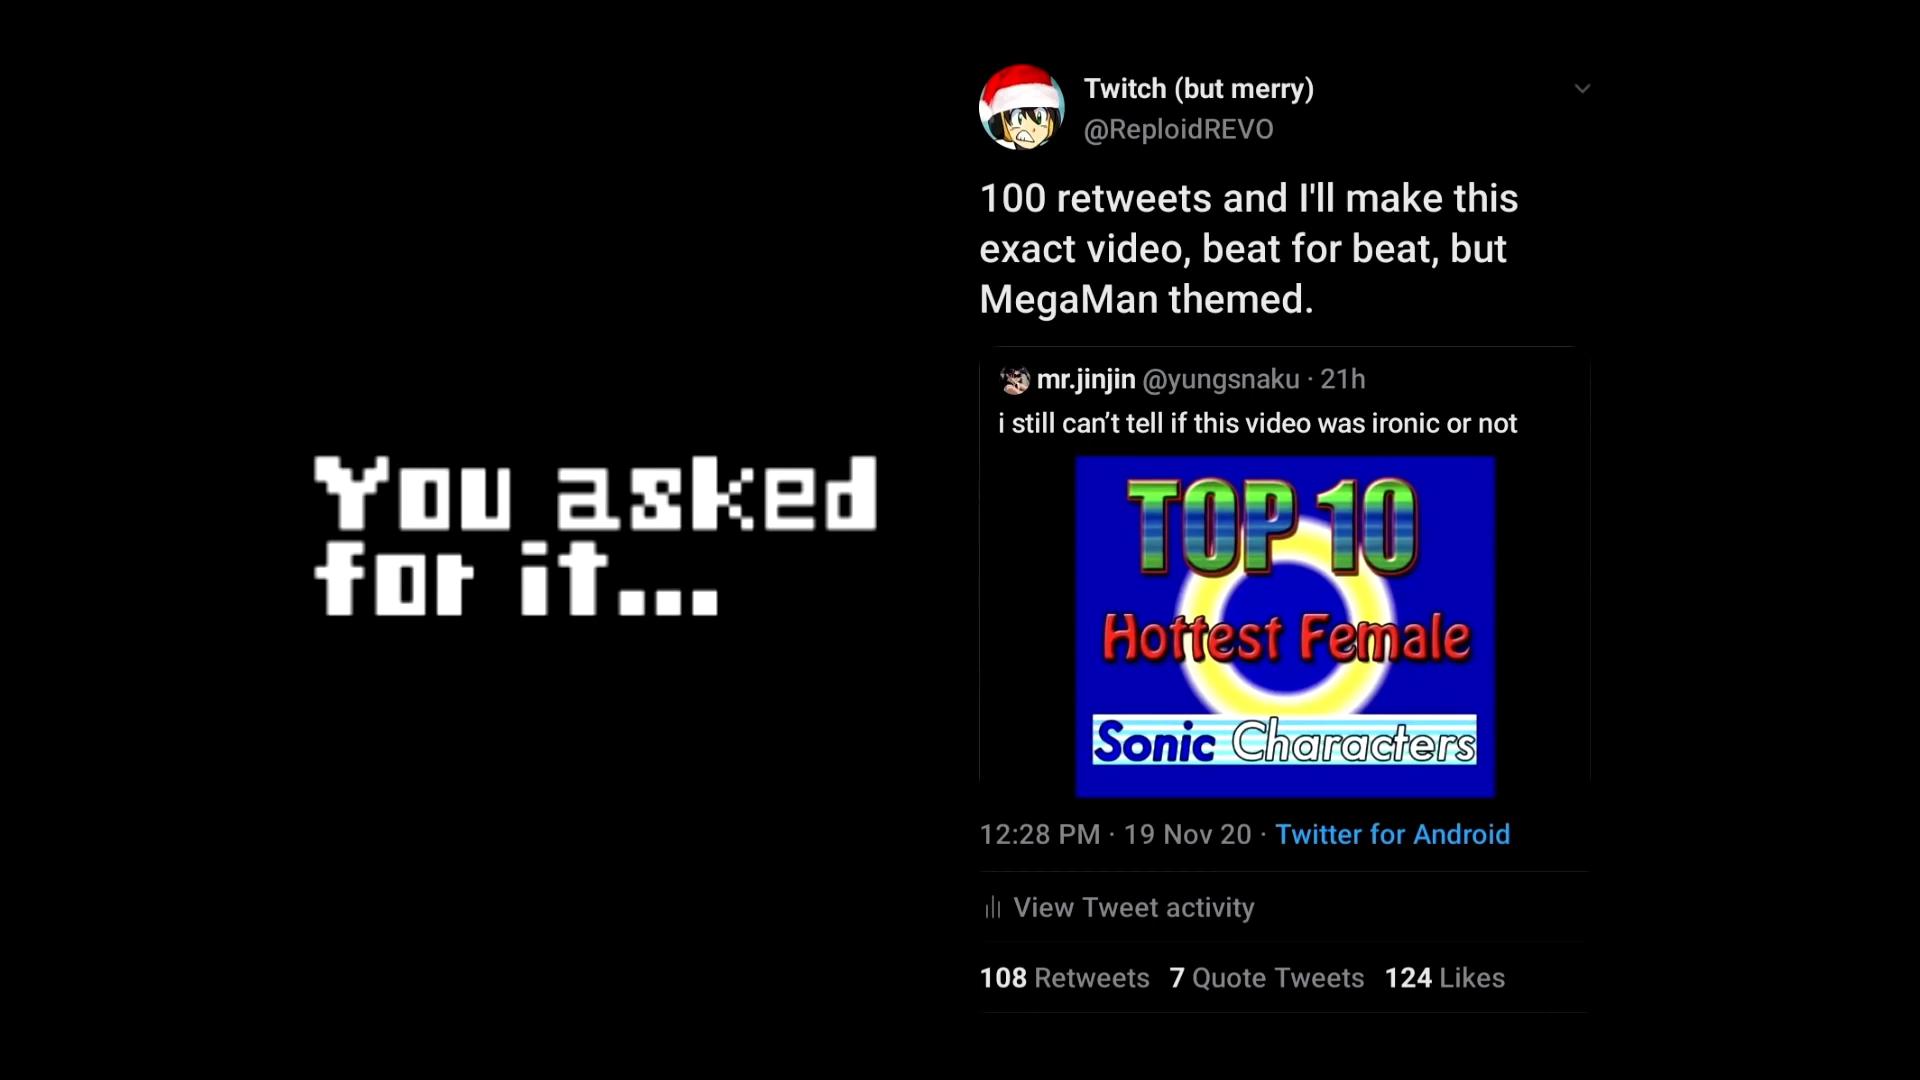 You asked
for it...
Twitch (but merry)
@ReploidREVO
100 retweets and I'll make this
exact video, beat for beat, but
MegaMan themed.
mr.jinjin @yungsnaku · 21h
i still can’t tell if this video was ironic or not
TOP 10
Hottest Female
Sonic Characters
12:28 PM · 19 Nov 20 · Twitter for Android
View Tweet activity
108 Retweets 7 Quote Tweets 124 Likes